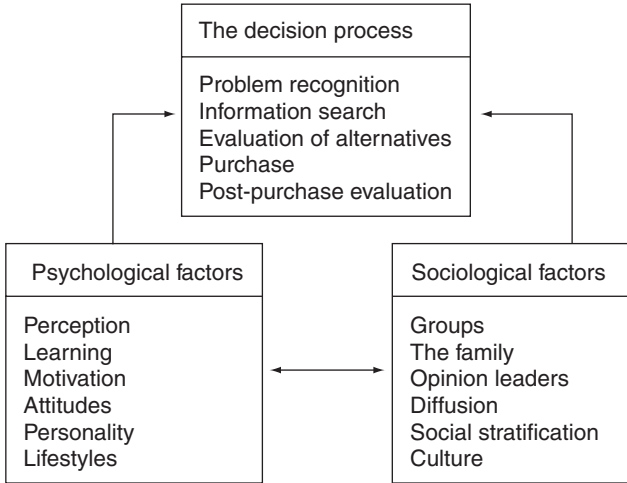 The decision process
Problem recognition
Information search
Evaluation of alternatives
Purchase
Post-purchase evaluation
Psychological factors
Perception
Learning
Motivation
Attitudes
Personality
Lifestyles
Sociological factors
Groups
The family
Opinion leaders
Diffusion
Social stratification
Culture